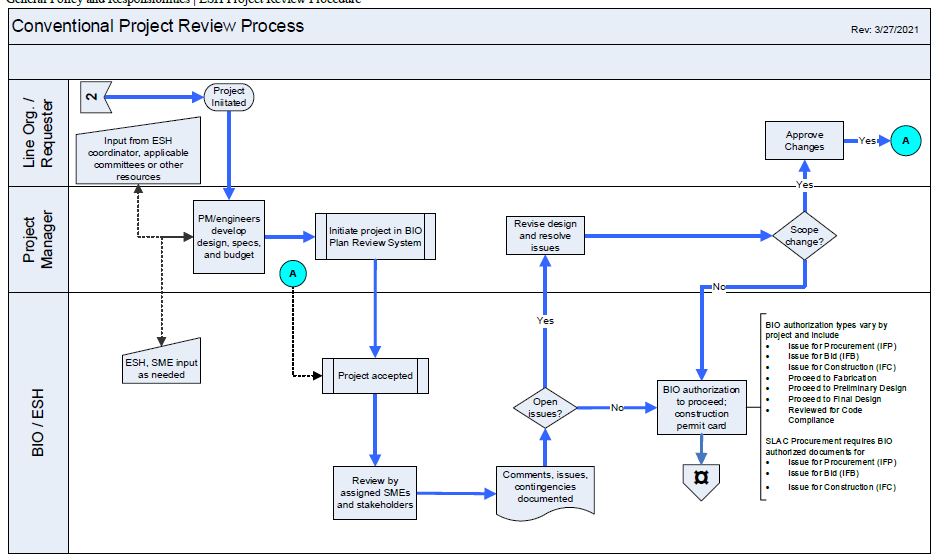 General Policy and Responsibilities | ESH Project Review Procedure
Conventional Project Review Process
Rev: 3/27/2021
Line Org. /
Requester
2
Project
Iniitated
Input from ESH
coordinator, applicable
committees or other
resources
Approve
Changes
Yes
A
Yes
Project
Manager
PM/engineers
develop
design, specs,
and budget
Initiate project in BIO
Plan Review System
A
Revise design
and resolve
issues
Scope
change?
No
BIO / ESH
ESH, SME input
as needed
Project accepted
Review by
assigned SMEs
and stakeholders
Comments, issues,
contingencies
documented
Yes
Open
issues?
No
BIO authorization
to proceed;
construction
permit card
¤
BIO authorization types vary by
project and include
• Issue for Procurement (IFP)
• Issue for Bid (IFB)
• Issue for Construction (IFC)
• Proceed to Fabrication
• Proceed to Preliminary Design
• Proceed to Final Design
• Reviewed for Code
Compliance
SLAC Procurement requires BIO
authorized documents for
• Issue for Procurement (IFP)
• Issue for Bid (IFB)
• Issue for Construction (IFC)